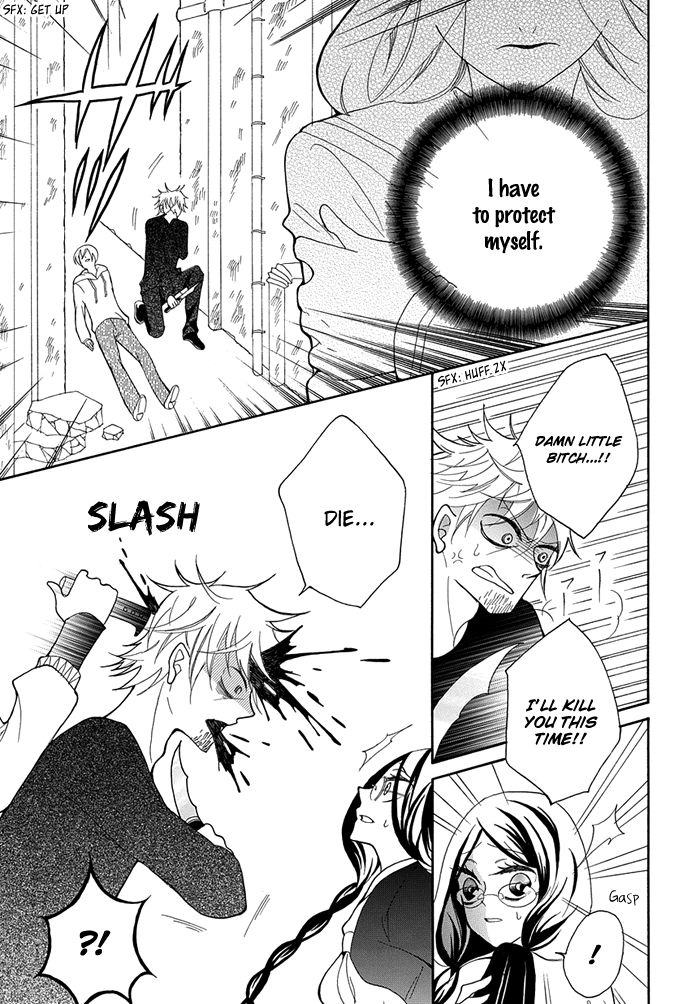 SFX: GET UP
I have
to protect
myself.
SFX: HUFF 2X
DAMN LITTLE
BITCH...!!
I'LL KILL
YOU THIS
TIME!!
GASP
!
DIE...
SLASH
?!